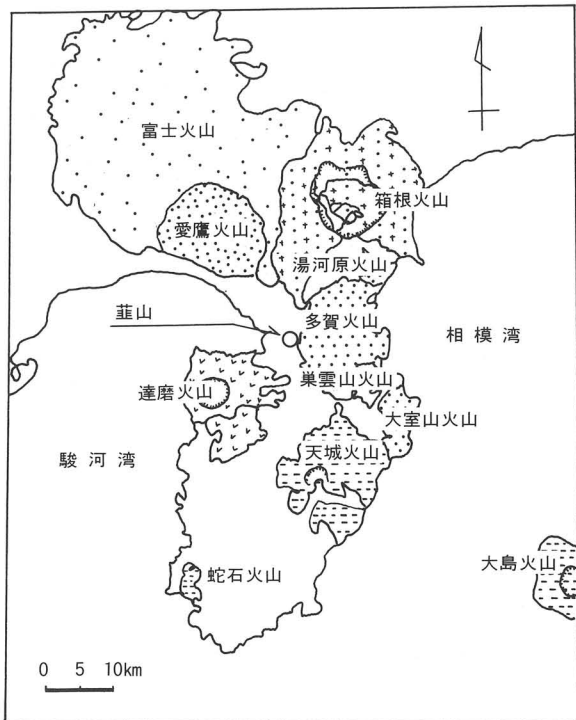 富士火山
箱根火山
愛鷹火山
湯河原火山
韮山
多賀火山
相模湾
巣雲山火山
達磨火山
大室山火山
天城火山
駿河湾
大島火山
蛇石火山
0 5 10km